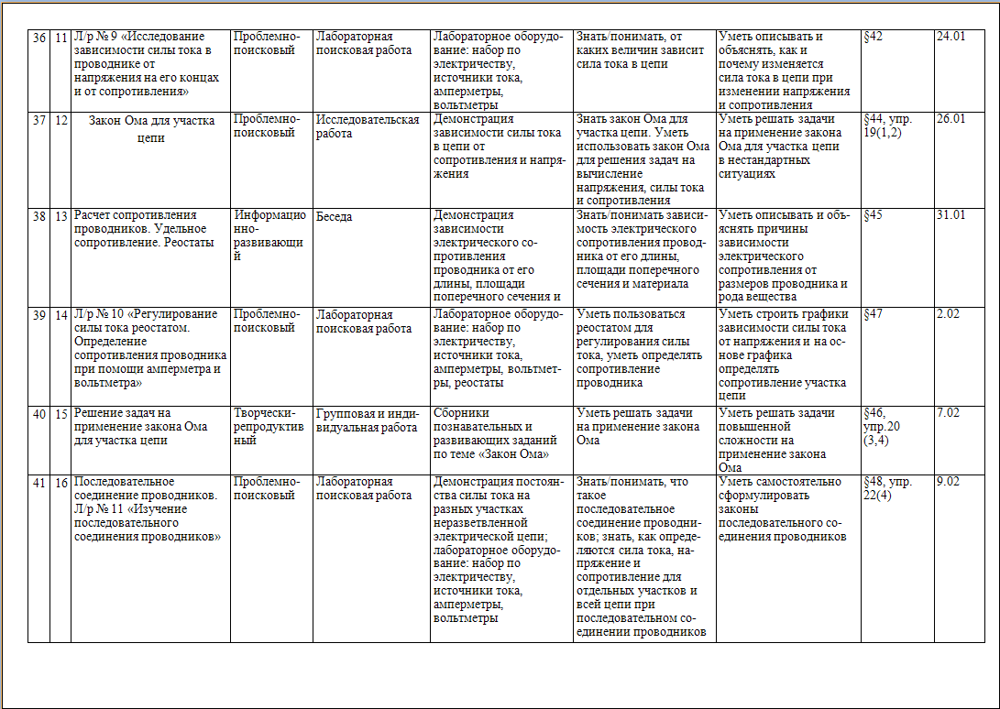 36
11
Л/р № 9 «Исследование
зависимости силы тока в
проводнике от
напряжения на его концах
и от сопротивления»
Проблемно-
поисковый
Лабораторная
поисковая работа
Лабораторное оборудо-
вание: набор по
электричеству,
источники тока,
амперметры,
вольтметры
Знать/понимать, от
каких величин зависит
сила тока в цепи
Уметь описывать и
объяснять, как и
почему изменяется
сила тока в цепи при
изменении напряжения
и сопротивления
§42
24.01
37
12
Закон Ома для участка
цепи
Проблемно-
поисковый
Исследовательская
работа
Демонстрация
зависимости силы тока
в цепи от
сопротивления и напря-
жения
Знать закон Ома для
участка цепи. Уметь
использовать закон Ома
для решения задач на
вычисление
напряжения, силы тока
и сопротивления
Уметь решать задачи
на применение закона
Ома для участка цепи
в нестандартных
ситуациях
§44, упр.
19(1,2)
26.01
38
13
Расчет сопротивления
проводников. Удельное
сопротивление. Реостаты
Информацио
нно-
развивающи
й
Беседа
Демонстрация
зависимости
электрического со-
противления
проводника от его
длины, площади
поперечного сечения и
Знать/понимать зависи-
мость электрического
сопротивления провод-
ника от его длины,
площади поперечного
сечения и материала
Уметь описывать и объ-
яснять причины
зависимости
электрического
сопротивления от
размеров проводника и
рода вещества
§45
31.01
39
14
Л/р № 10 «Регулирование
силы тока реостатом.
Определение
сопротивления проводника
при помощи амперметра и
вольтметра»
Проблемно-
поисковый
Лабораторная
поисковая работа
Лабораторное оборудо-
вание: набор по
электричеству,
источники тока,
амперметры, вольтмет-
ры, реостаты
Уметь пользоваться
реостатом для
регулирования силы
тока, уметь определять
сопротивление
проводника
Уметь строить графики
зависимости силы тока
от напряжения и на ос-
нове графика
определять
сопротивление участка
цепи
§47
2.02
40
15
Решение задач на
применение закона Ома
для участка цепи
Творчески-
репродуктив
ный
Групповая и инди-
видуальная работа
Сборники
познавательных и
развивающих заданий
по теме «Закон Ома»
Уметь решать задачи
на применение закона
Ома
Уметь решать задачи
повышенной
сложности на
применение закона
Ома
§46,
упр.20
(3,4)
7.02
41
16
Последовательное
соединение проводников.
Л/р № 11 «Изучение
последовательного
соединения проводников»
Проблемно-
поисковый
Лабораторная
поисковая работа
Демонстрация постоян-
ства силы тока на
разных участках
неразветвленной
электрической цепи;
лабораторное оборудо-
вание: набор по
электричеству,
источники тока,
амперметры,
вольтметры
Знать/понимать, что
такое
последовательное
соединение проводни-
ков; знать, как опреде-
ляются сила тока, на-
пряжение и
сопротивление для
отдельных участков и
всей цепи при
последовательном со-
единении проводников
Уметь самостоятельно
сформулировать
законы
последовательного со-
единения проводников
§48, упр.
22(4)
9.02